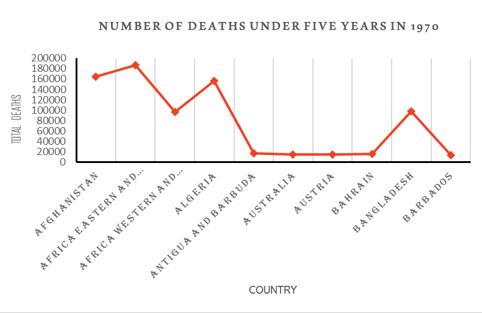 NUMBER OF DEATHS UNDER FIVE YEARS IN 1970
TOTAL DEATHS
200000
180000
160000
140000
120000
100000
80000
60000
40000
20000
0
AFGHANISTAN
AFRICA EASTERN AND...
AFRICA WESTERN AND...
ALGERIA
ANTIGUA AND BARBUDA
AUSTRALIA
AUSTRIA
BAHRAIN
BANGLADESH
BARBADOS
COUNTRY